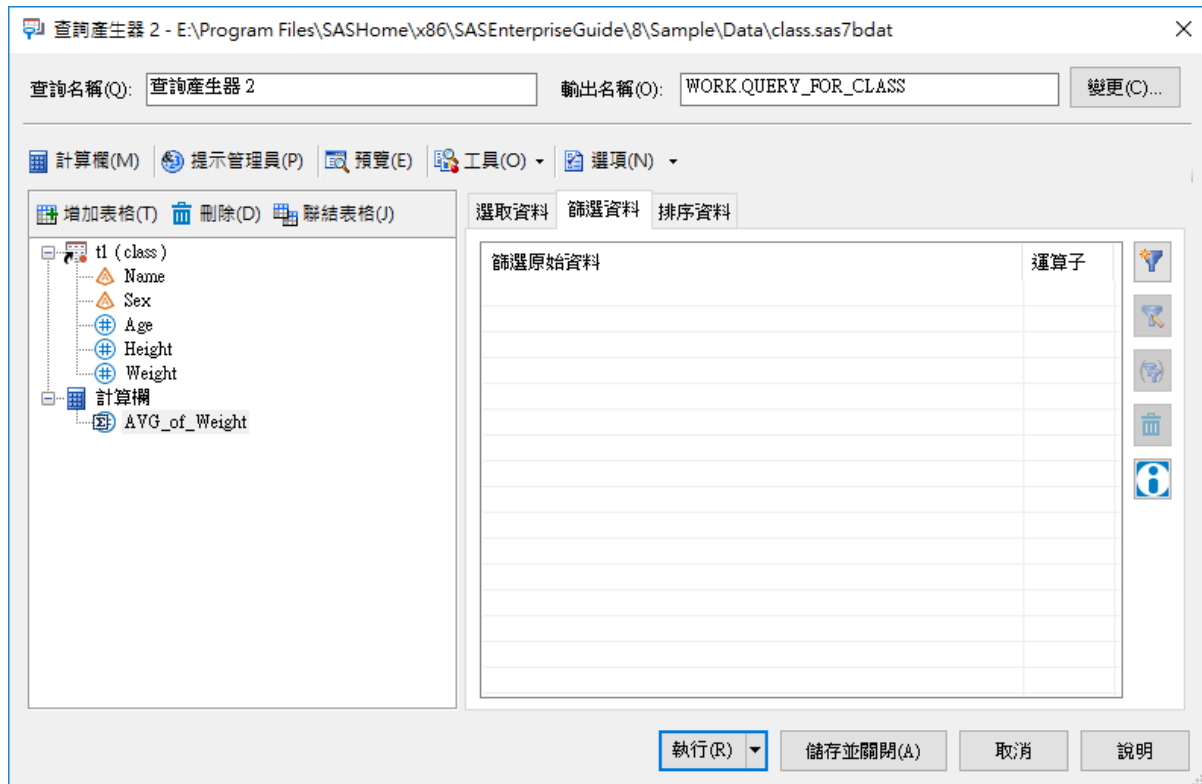 查詢產生器 2 - E:\Program Files\SASHome\x86\SASEnterpriseGuide\8\Sample\Data\class.sas7bdat
查詢名稱(Q): 查詢產生器 2 輸出名稱(O): WORK.QUERY_FOR_CLASS 變更(C)...
計算欄(M) 提示管理員(P) 預覽(E) 工具(O) 選項(N)
增加表格(T) 刪除(D) 聯結表格(J) 選取資料 篩選資料 排序資料
t1 (class) 篩選原始資料 運算子
Name
Sex
Age
Height
Weight
計算欄
AVG_of_Weight
執行(R) 儲存並關閉(A) 取消 說明